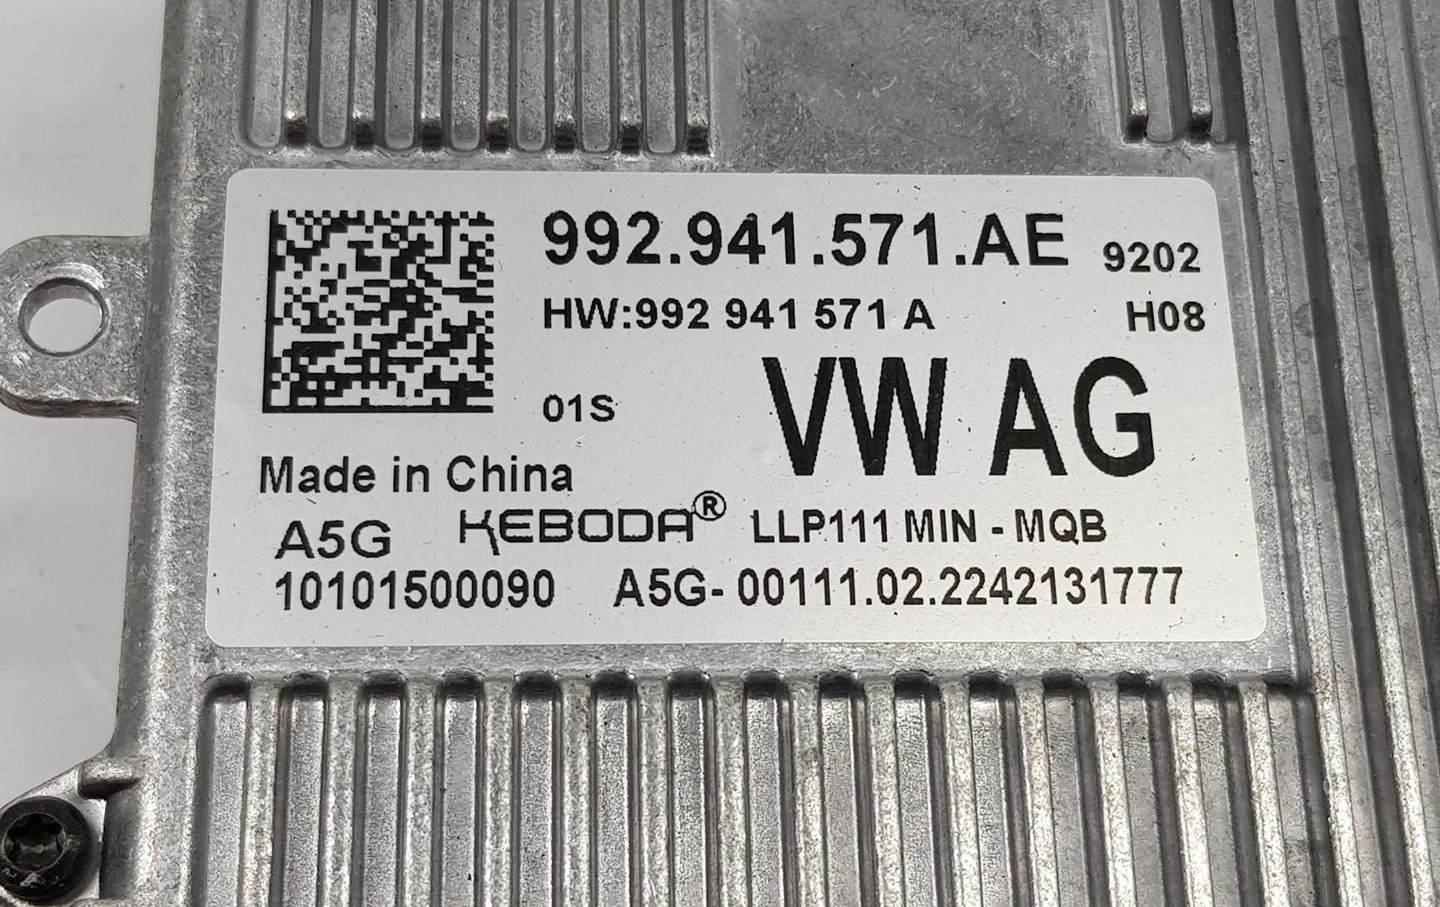 992.941.571.AE 9202
HW:992 941 571 A H08
01S VW AG
Made in China
A5G KEBODA® LLP111 MIN - MQB
10101500090 A5G- 00111.02.2242131777